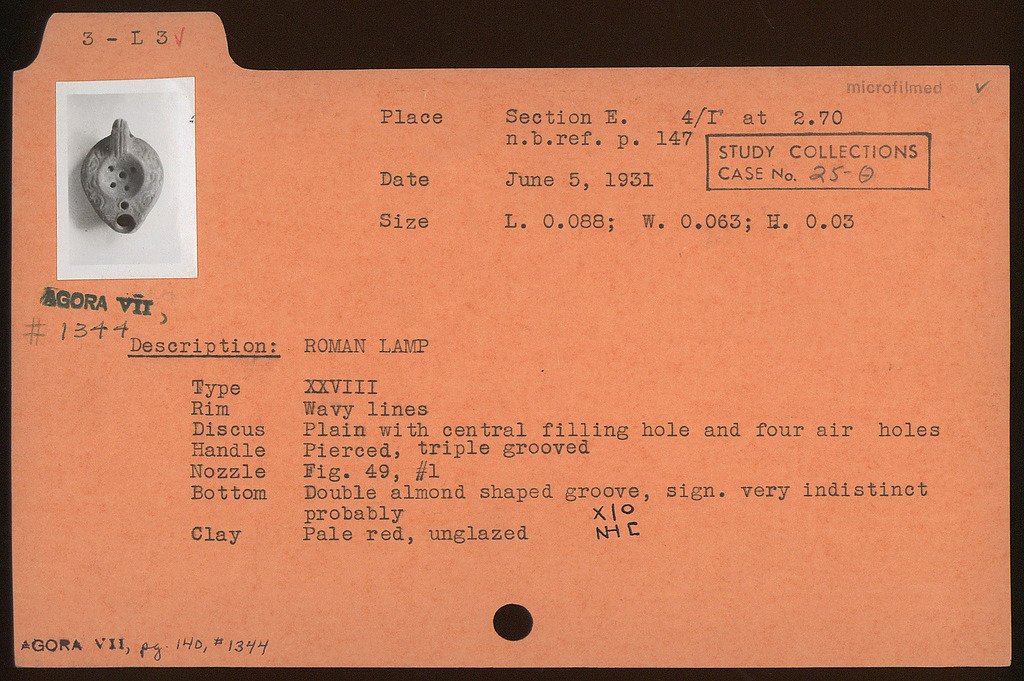 3 - L 3 ✓
microfilmed ✓
Place Section E. 4/Γ at 2.70
n.b.ref. p. 147
STUDY COLLECTIONS
CASE No. 25-Θ
Date June 5, 1931
Size L. 0.088; W. 0.063; H. 0.03
AGORA VII,
# 1344
Description: ROMAN LAMP
Type XXVIII
Rim Wavy lines
Discus Plain with central filling hole and four air holes
Handle Pierced, triple grooved
Nozzle Fig. 49, #1
Bottom Double almond shaped groove, sign. very indistinct
probably ΧΙΟ
ΝΗϹ
Clay Pale red, unglazed
AGORA VII, pg. 140, #1344